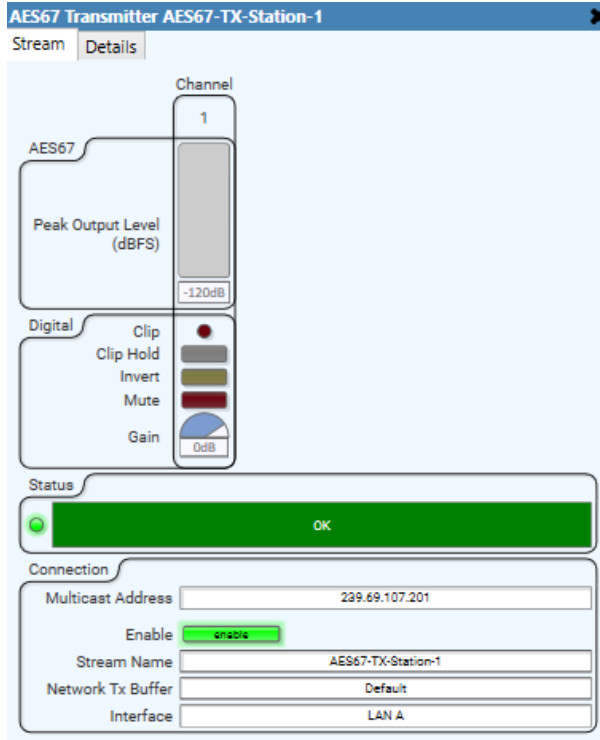 AES67 Transmitter AES67-TX-Station-1
Stream Details
Channel
1
AES67
Peak Output Level
(dBFS)
-120dB
Digital
Clip
Clip Hold
Invert
Mute
Gain
0dB
Status
OK
Connection
Multicast Address 239.69.107.201
Enable enable
Stream Name AES67-TX-Station-1
Network Tx Buffer Default
Interface LAN A